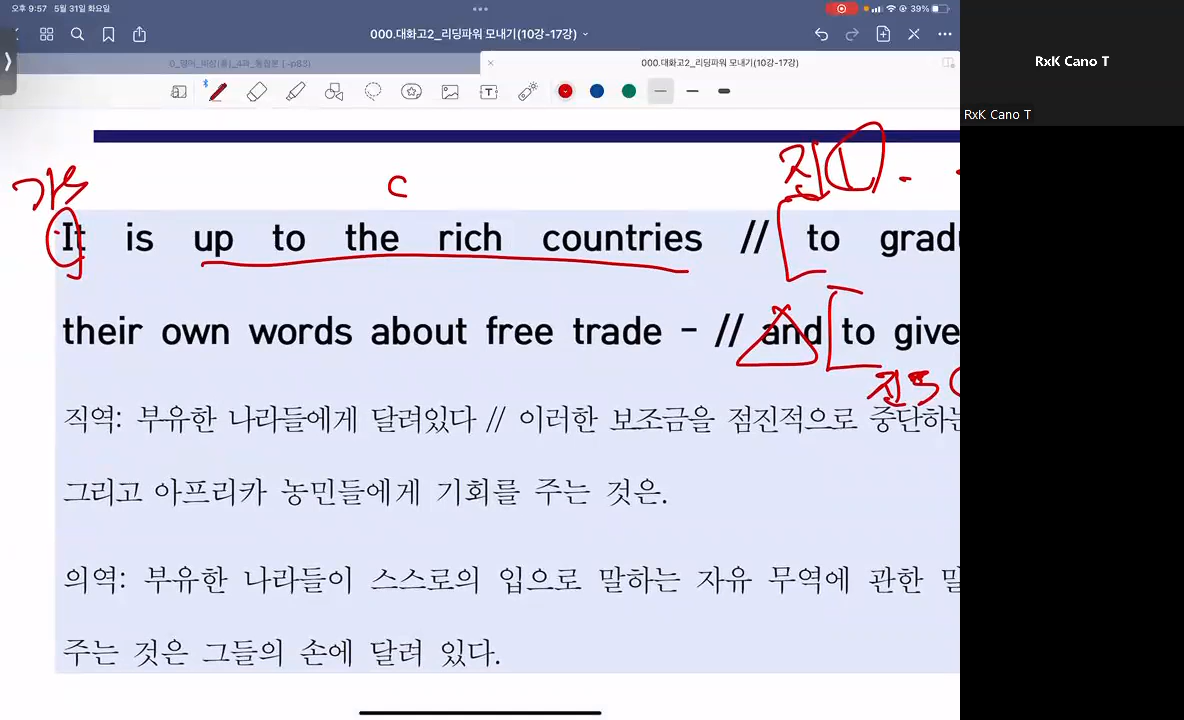 오후 9:57 5월 31일 화요일
39%
000.대화고2_리딩파워 모내기(10강-17강)
000.대화고2_리딩파워 모내기(10강-17강)
RxK Cano T
RxK Cano T
C
It is up to the rich countries // to gradu
their own words about free trade – // and to give
직역: 부유한 나라들에게 달려있다 // 이러한 보조금을 점진적으로 중단하는
그리고 아프리카 농민들에게 기회를 주는 것은.
의역: 부유한 나라들이 스스로의 입으로 말하는 자유 무역에 관한 말
주는 것은 그들의 손에 달려 있다.